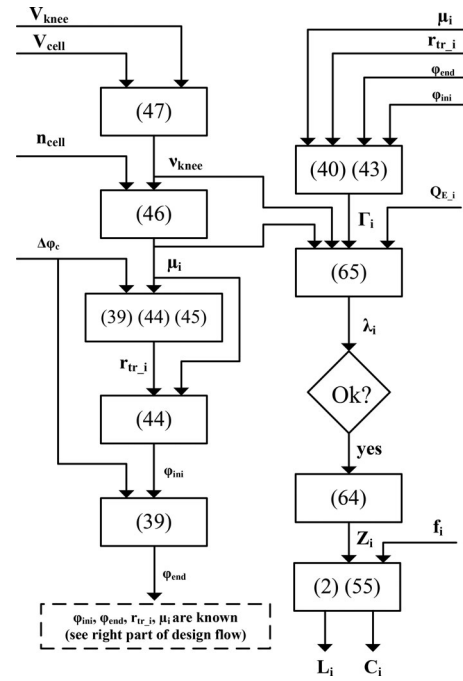 V_knee
V_cell
(47)
n_cell
ν_knee
(46)
Δφ_c
μ_i
(39) (44) (45)
r_tr_i
(44)
φ_ini
(39)
φ_end
φ_ini, φ_end, r_tr_i, μ_i are known
(see right part of design flow)
μ_i
r_tr_i
φ_end
φ_ini
(40) (43)
Q_E_i
Γ_i
(65)
λ_i
Ok?
yes
(64)
Z_i
f_i
(2) (55)
L_i
C_i